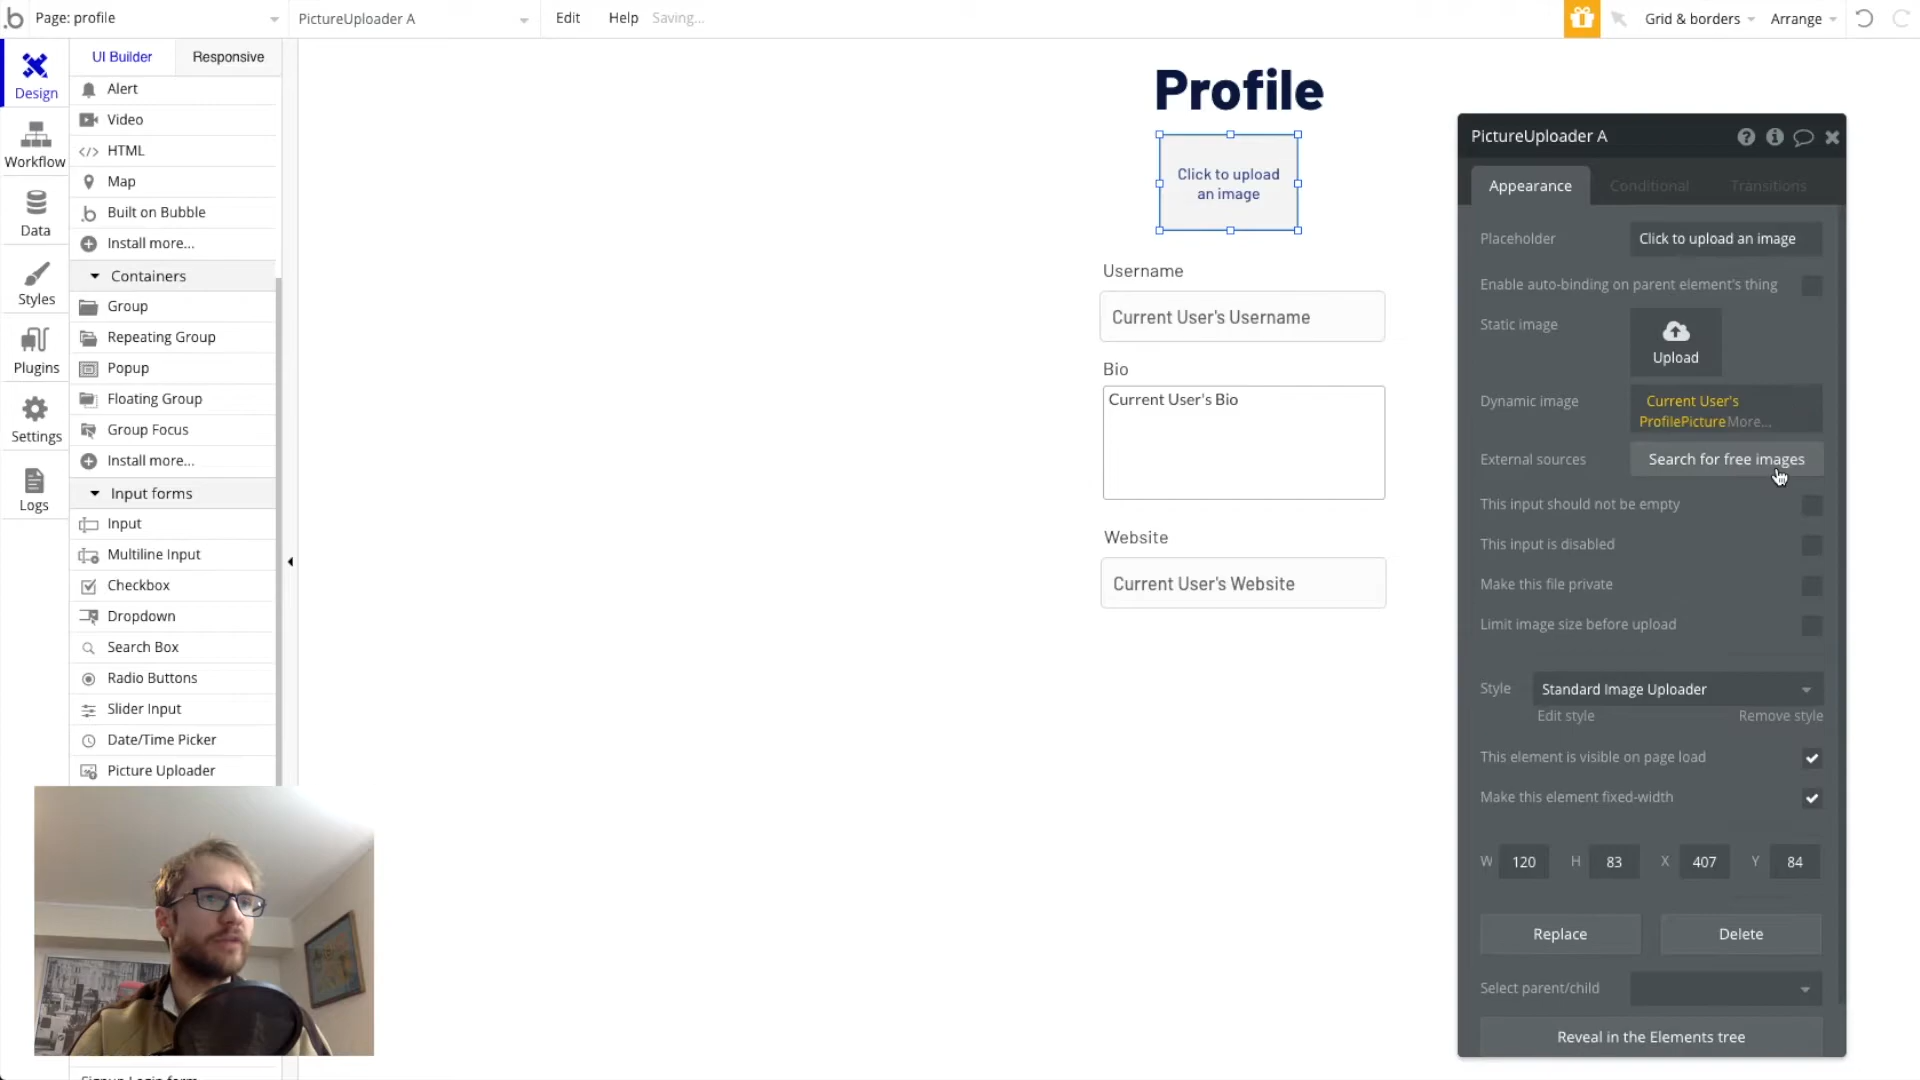 Page: profile
PictureUploader A
Edit
Help
Saving...
Grid & borders
Arrange
UI Builder
Responsive
Design
Workflow
Data
Styles
Plugins
Settings
Logs
Alert
Video
HTML
Map
Built on Bubble
Install more...
Containers
Group
Repeating Group
Popup
Floating Group
Group Focus
Install more...
Input forms
Input
Multiline Input
Checkbox
Dropdown
Search Box
Radio Buttons
Slider Input
Date/Time Picker
Picture Uploader
Profile
Click to upload
an image
Username
Current User's Username
Bio
Current User's Bio
Website
Current User's Website
PictureUploader A
Appearance
Conditional
Transitions
Placeholder
Click to upload an image
Enable auto-binding on parent element's thing
Static image
Upload
Dynamic image
Current User's
ProfilePicture More...
External sources
Search for free images
This input should not be empty
This input is disabled
Make this file private
Limit image size before upload
Style
Standard Image Uploader
Edit style
Remove style
This element is visible on page load
Make this element fixed-width
W 120 H 83 X 407 Y 84
Replace
Delete
Select parent/child
Reveal in the Elements tree